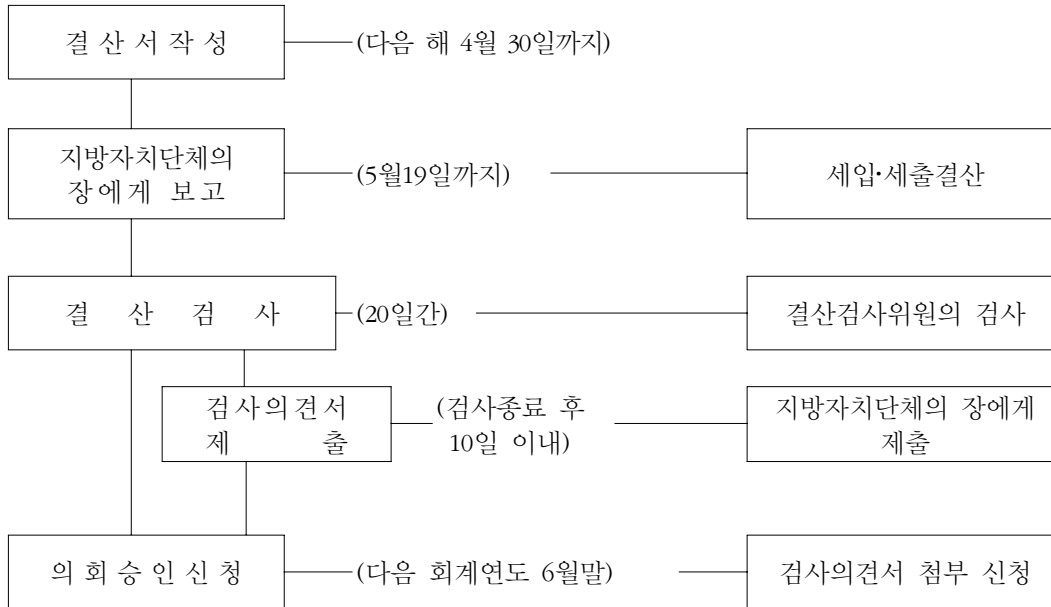 결 산 서 작 성
(다음 해 4월 30일까지)
지방자치단체의
장에게 보고
(5월19일까지)
세입·세출결산
결 산 검 사
(20일간)
결산검사위원의 검사
검사의견서
제 출
(검사종료 후
10일 이내)
지방자치단체의 장에게
제출
의 회 승 인 신 청
(다음 회계연도 6월말)
검사의견서 첨부 신청